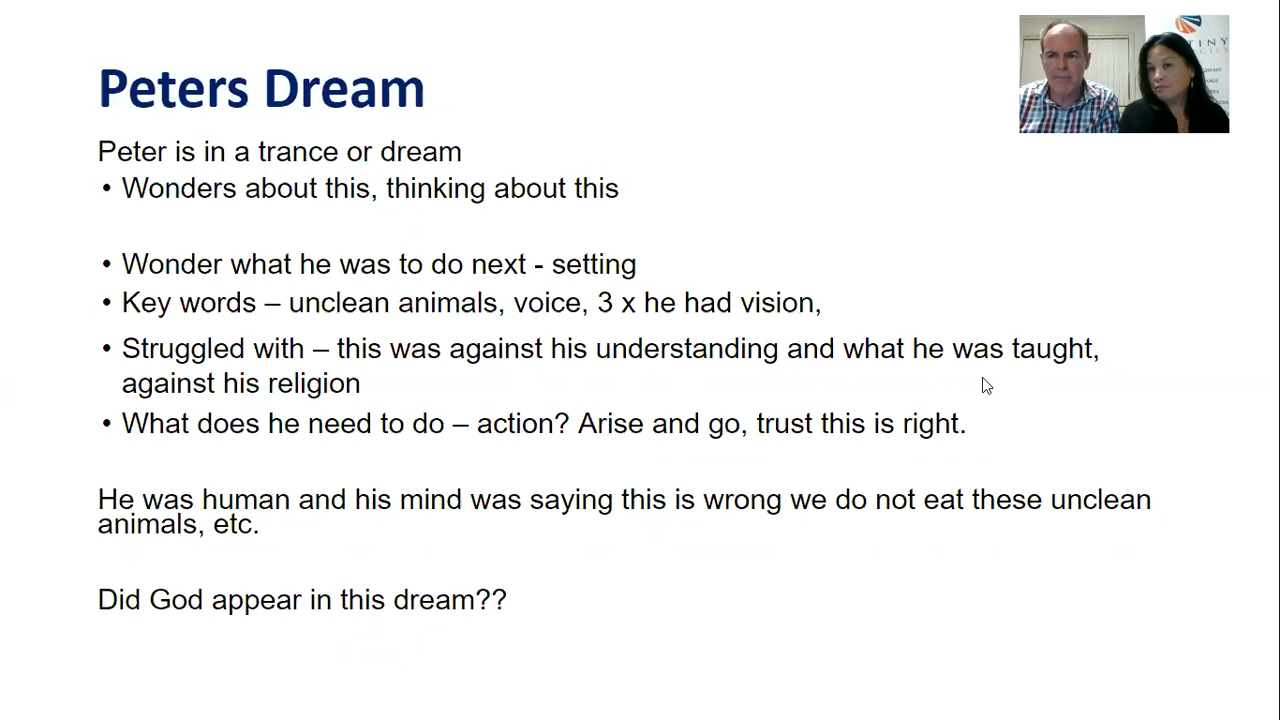 Peters Dream
Peter is in a trance or dream
• Wonders about this, thinking about this
• Wonder what he was to do next - setting
• Key words – unclean animals, voice, 3 x he had vision,
• Struggled with – this was against his understanding and what he was taught,
against his religion
• What does he need to do – action? Arise and go, trust this is right.
He was human and his mind was saying this is wrong we do not eat these unclean
animals, etc.
Did God appear in this dream??